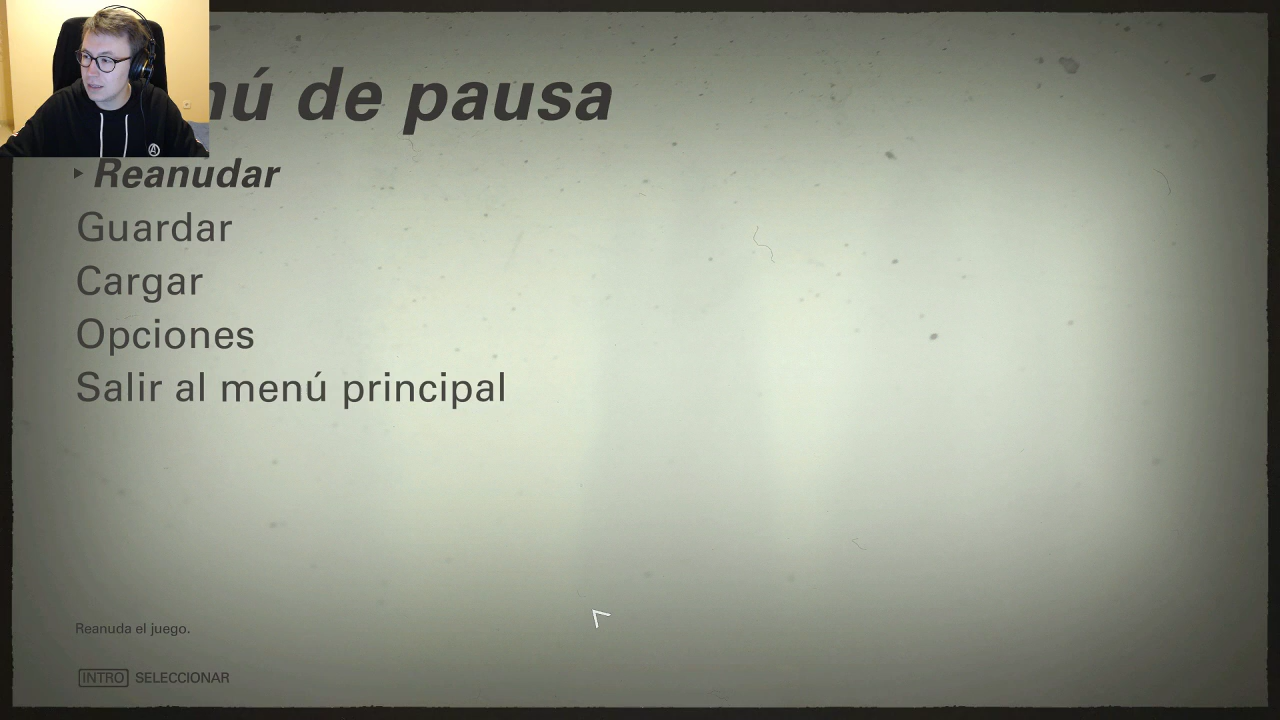 nú de pausa
Reanudar
Guardar
Cargar
Opciones
Salir al menú principal
Reanuda el juego.
INTRO SELECCIONAR